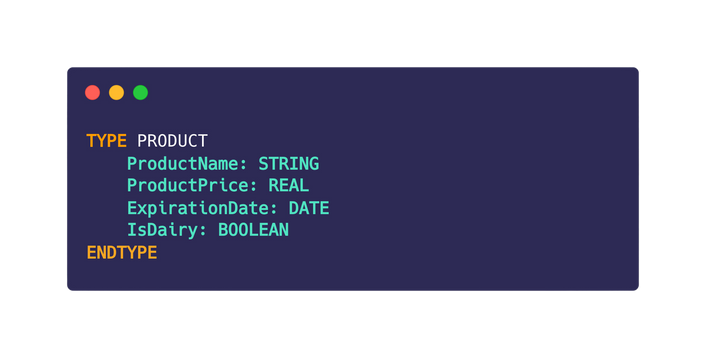 TYPE PRODUCT
    ProductName: STRING
    ProductPrice: REAL
    ExpirationDate: DATE
    IsDairy: BOOLEAN
ENDTYPE